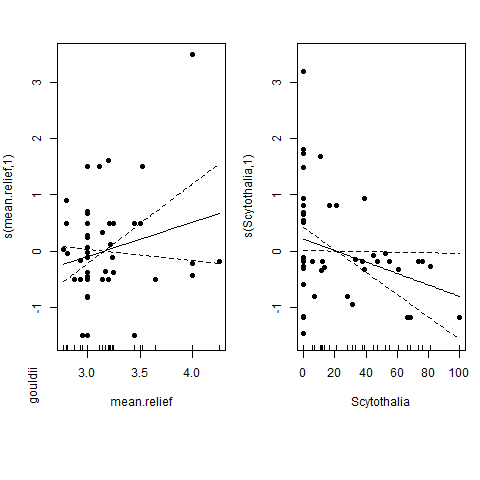 s(mean.relief,1)
3
2
1
0
-1
3.0 3.5 4.0
mean.relief
gouldii
s(Scytothalia,1)
3
2
1
0
-1
0 20 40 60 80 100
Scytothalia